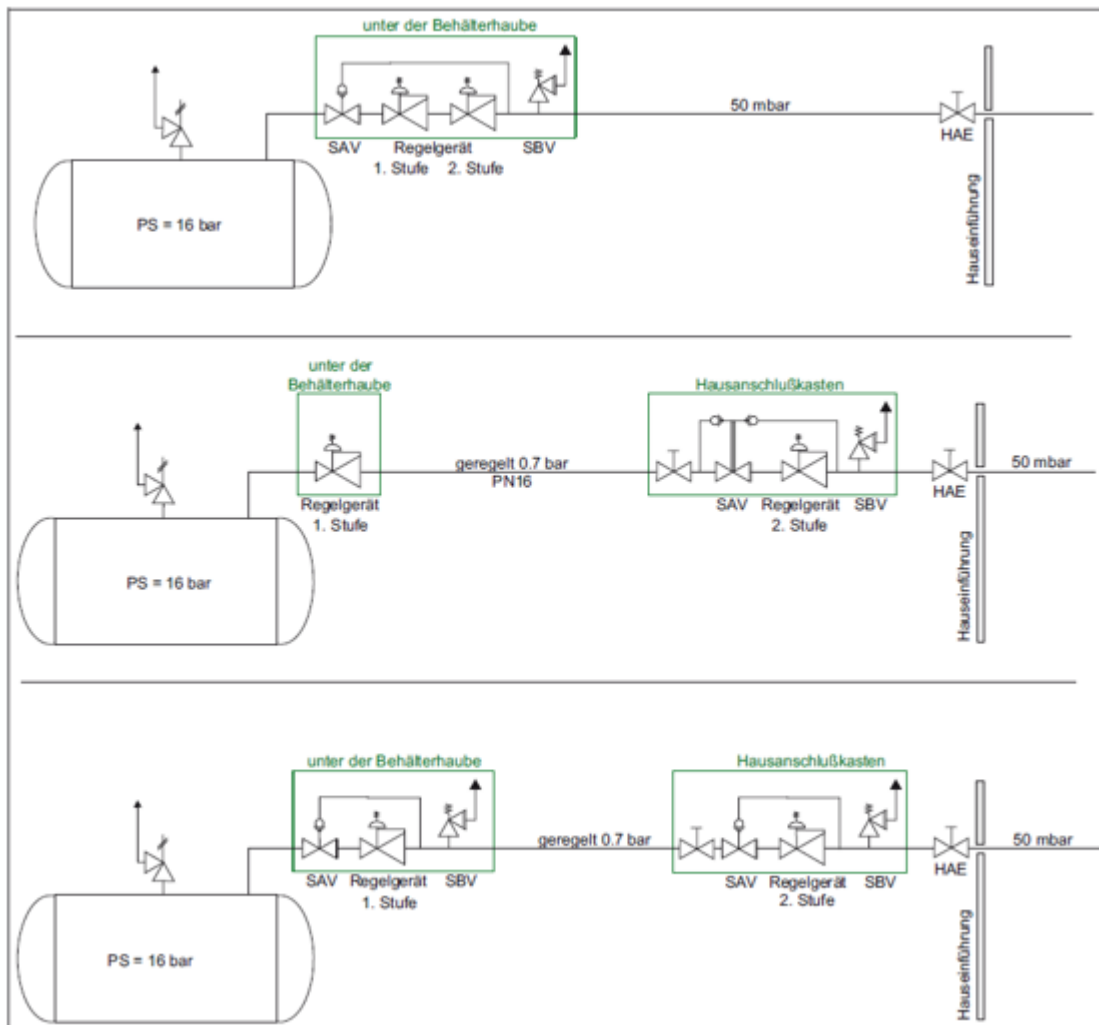 unter der Behälterhaube
50 mbar
SAV Regelgerät SBV
1. Stufe 2. Stufe
HAE
PS = 16 bar
Hauseinführung
unter der
Behälterhaube
Hausanschlußkasten
geregelt 0.7 bar
PN16
50 mbar
Regelgerät
1. Stufe
SAV Regelgerät SBV
2. Stufe
HAE
PS = 16 bar
Hauseinführung
unter der Behälterhaube
Hausanschlußkasten
geregelt 0.7 bar
50 mbar
SAV Regelgerät SBV
1. Stufe
SAV Regelgerät SBV
2. Stufe
HAE
PS = 16 bar
Hauseinführung